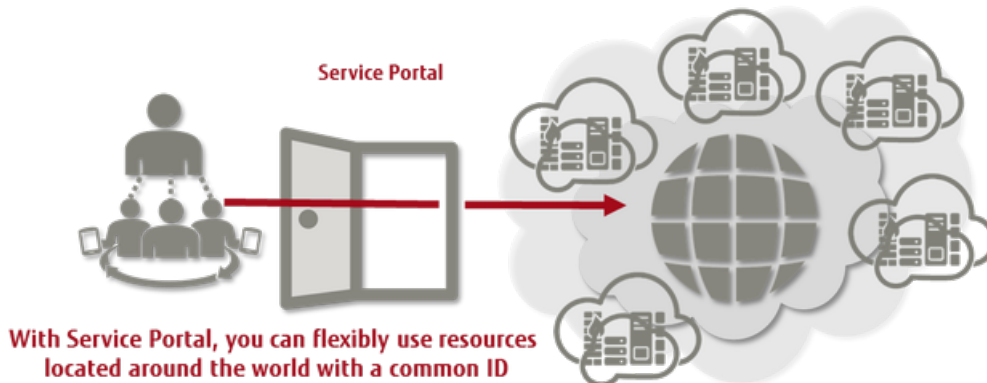 Service Portal
With Service Portal, you can flexibly use resources
located around the world with a common ID